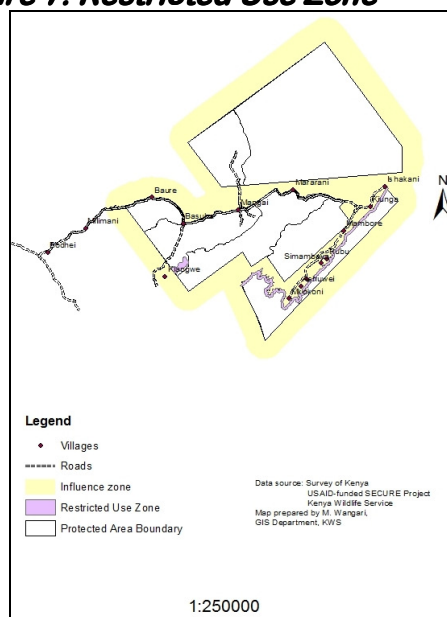 Restricted Use Zone
Ishakani
N
Kiunga
Mararani
Baure
Mangai
Basuba
Milimani
Mambore
Rubu
Simambaya
Kiangwe
Mkokoni
Legend
Villages
Roads
Influence zone
Restricted Use Zone
Protected Area Boundary
Data source: Survey of Kenya
USAID-funded SECURE Project
Kenya Wildlife Service
Map prepared by M. Wangari,
GIS Department, KWS
1:250000